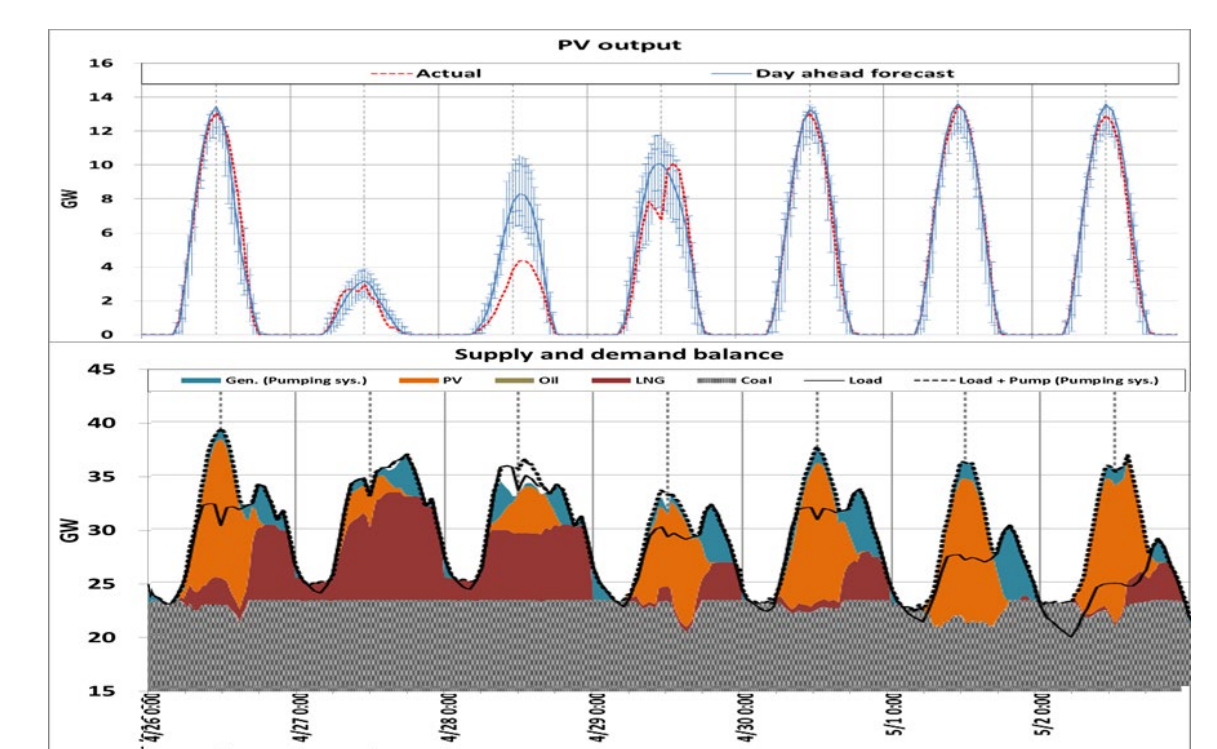 PV output
16
Actual
Day ahead forecast
14
12
10
8
6
4
2
0
GW
Supply and demand balance
45
Gen. (Pumping sys.)
PV
Oil
LNG
Coal
Load
Load + Pump (Pumping sys.)
40
35
30
25
20
15
GW
4/26 0:00
4/27 0:00
4/28 0:00
4/29 0:00
4/30 0:00
5/1 0:00
5/2 0:00